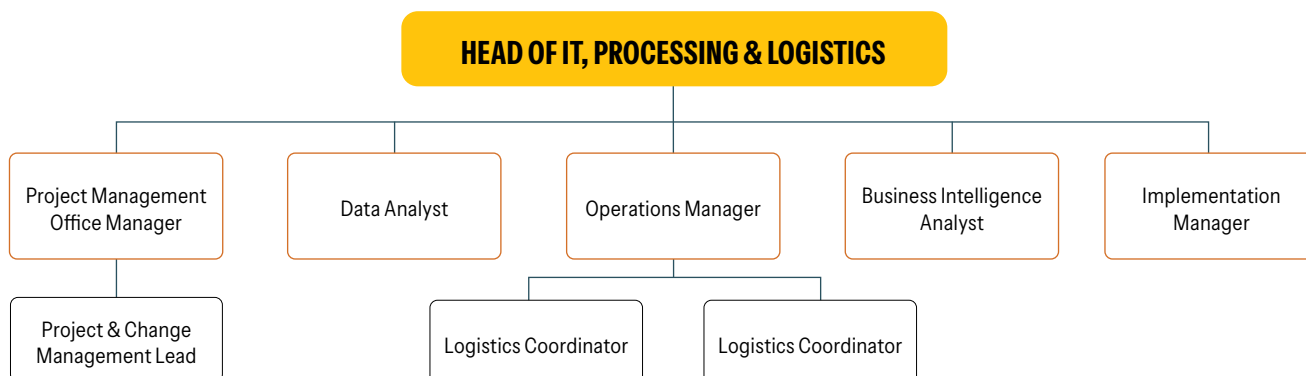 HEAD OF IT, PROCESSING & LOGISTICS
Project Management
Office Manager
Data Analyst
Operations Manager
Business Intelligence
Analyst
Implementation
Manager
Project & Change
Management Lead
Logistics Coordinator
Logistics Coordinator